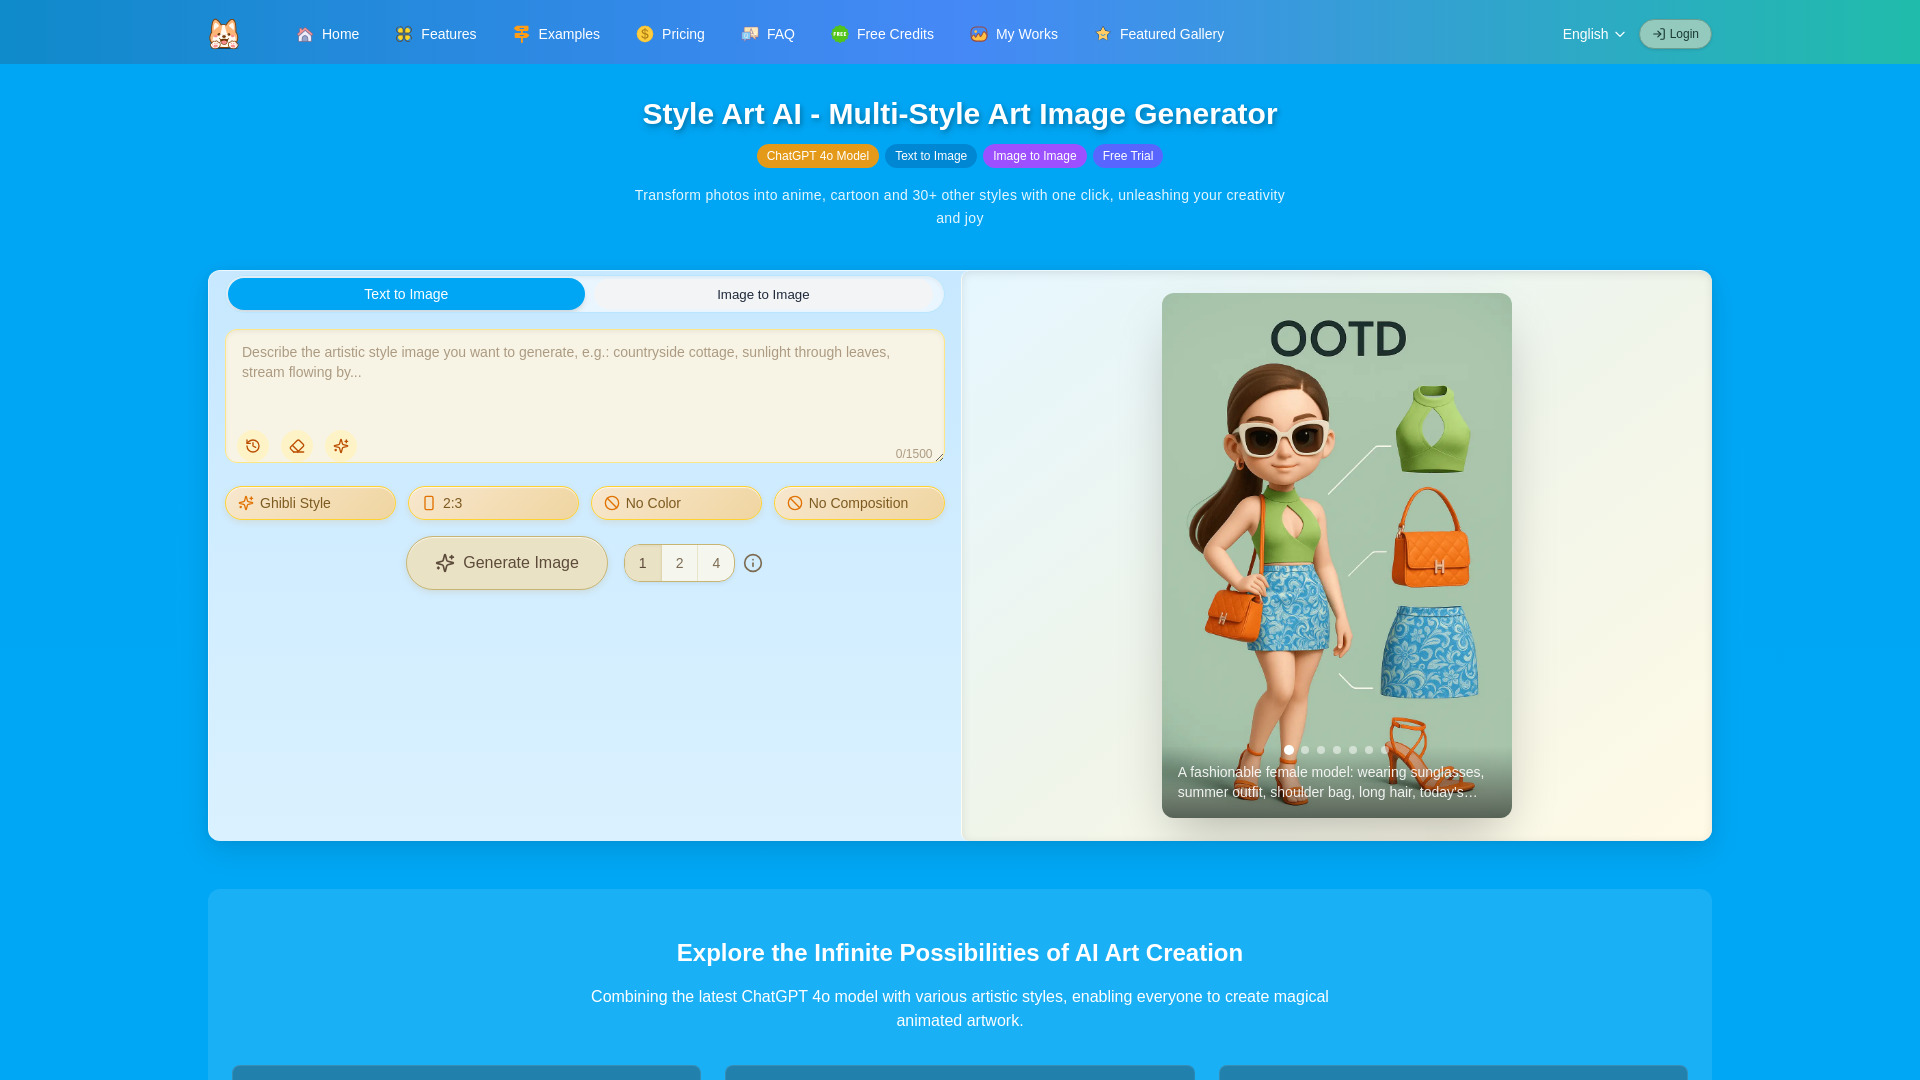 Home
Features
Examples
Pricing
FAQ
FREE
Free Credits
My Works
Featured Gallery
English
Login
Style Art AI - Multi-Style Art Image Generator
ChatGPT 4o Model
Text to Image
Image to Image
Free Trial
Transform photos into anime, cartoon and 30+ other styles with one click, unleashing your creativity
and joy
Text to Image
Image to Image
Describe the artistic style image you want to generate, e.g.: countryside cottage, sunlight through leaves,
stream flowing by...
0/1500
Ghibli Style
2:3
No Color
No Composition
Generate Image
1
2
4
OOTD
A fashionable female model: wearing sunglasses,
summer outfit, shoulder bag, long hair, today's…
Explore the Infinite Possibilities of AI Art Creation
Combining the latest ChatGPT 4o model with various artistic styles, enabling everyone to create magical
animated artwork.